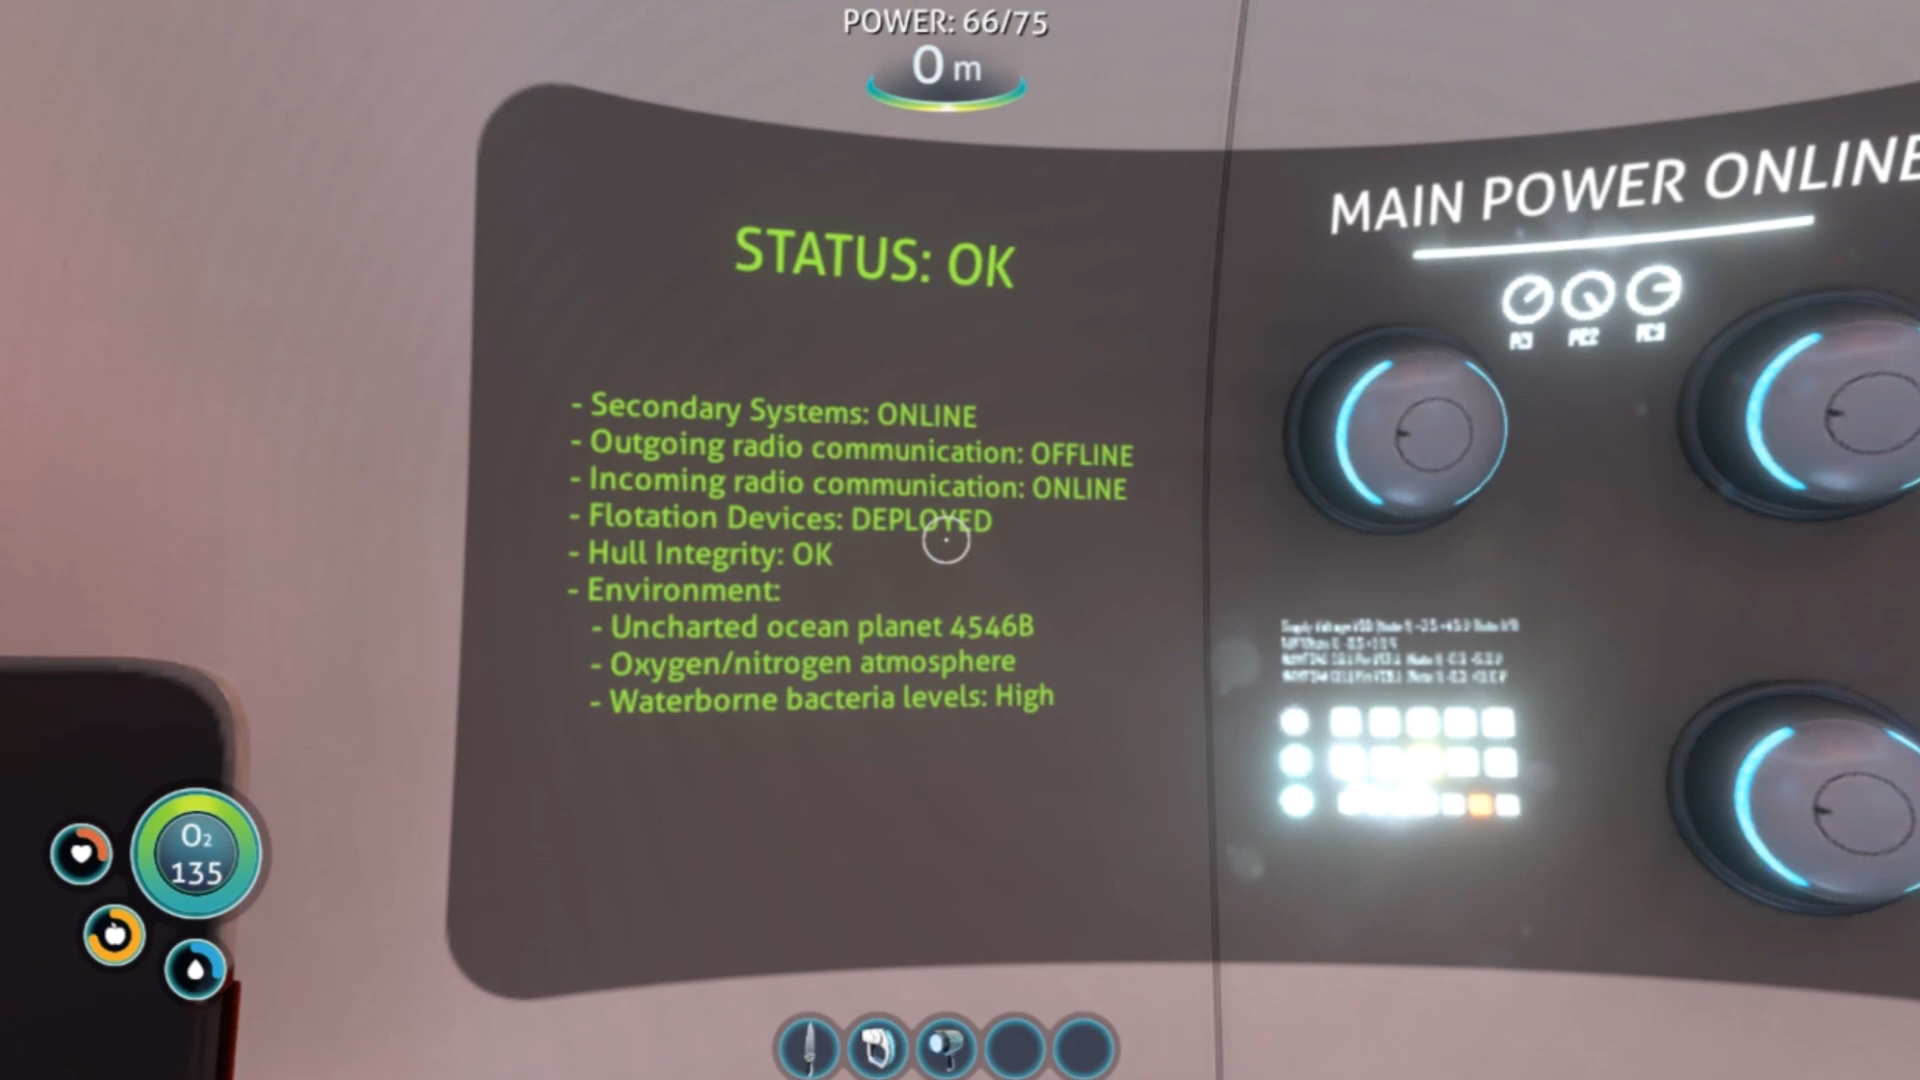 POWER: 66/75
0 m
STATUS: OK
- Secondary Systems: ONLINE
- Outgoing radio communication: OFFLINE
- Incoming radio communication: ONLINE
- Flotation Devices: DEPLOYED
- Hull Integrity: OK
- Environment:
- Uncharted ocean planet 4546B
- Oxygen/nitrogen atmosphere
- Waterborne bacteria levels: High
MAIN POWER ONLINE
O₂
135